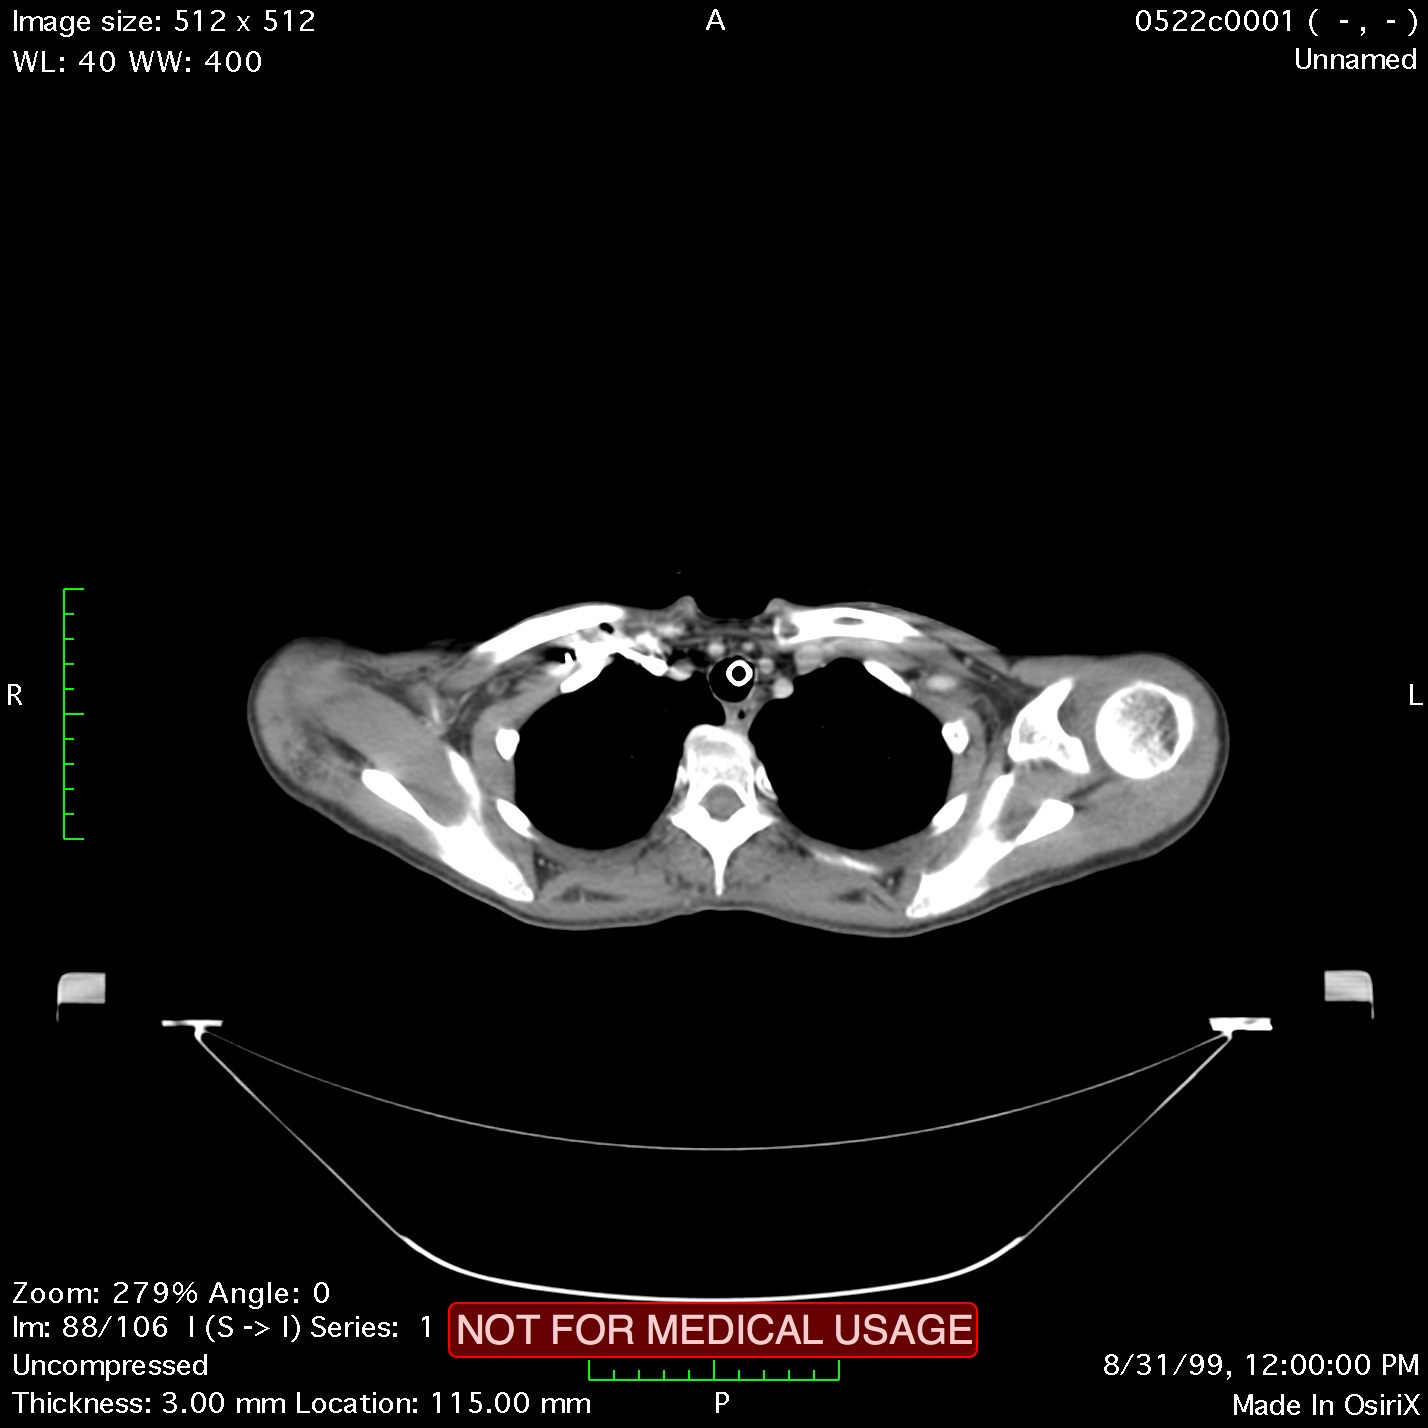 Image size: 512 x 512
WL: 40 WW: 400
A
0522c0001 ( - , - )
Unnamed
R
L
Zoom: 279% Angle: 0
Im: 88/106 I (S -> I) Series: 1
Uncompressed
Thickness: 3.00 mm Location: 115.00 mm
NOT FOR MEDICAL USAGE
P
8/31/99, 12:00:00 PM
Made In OsiriX